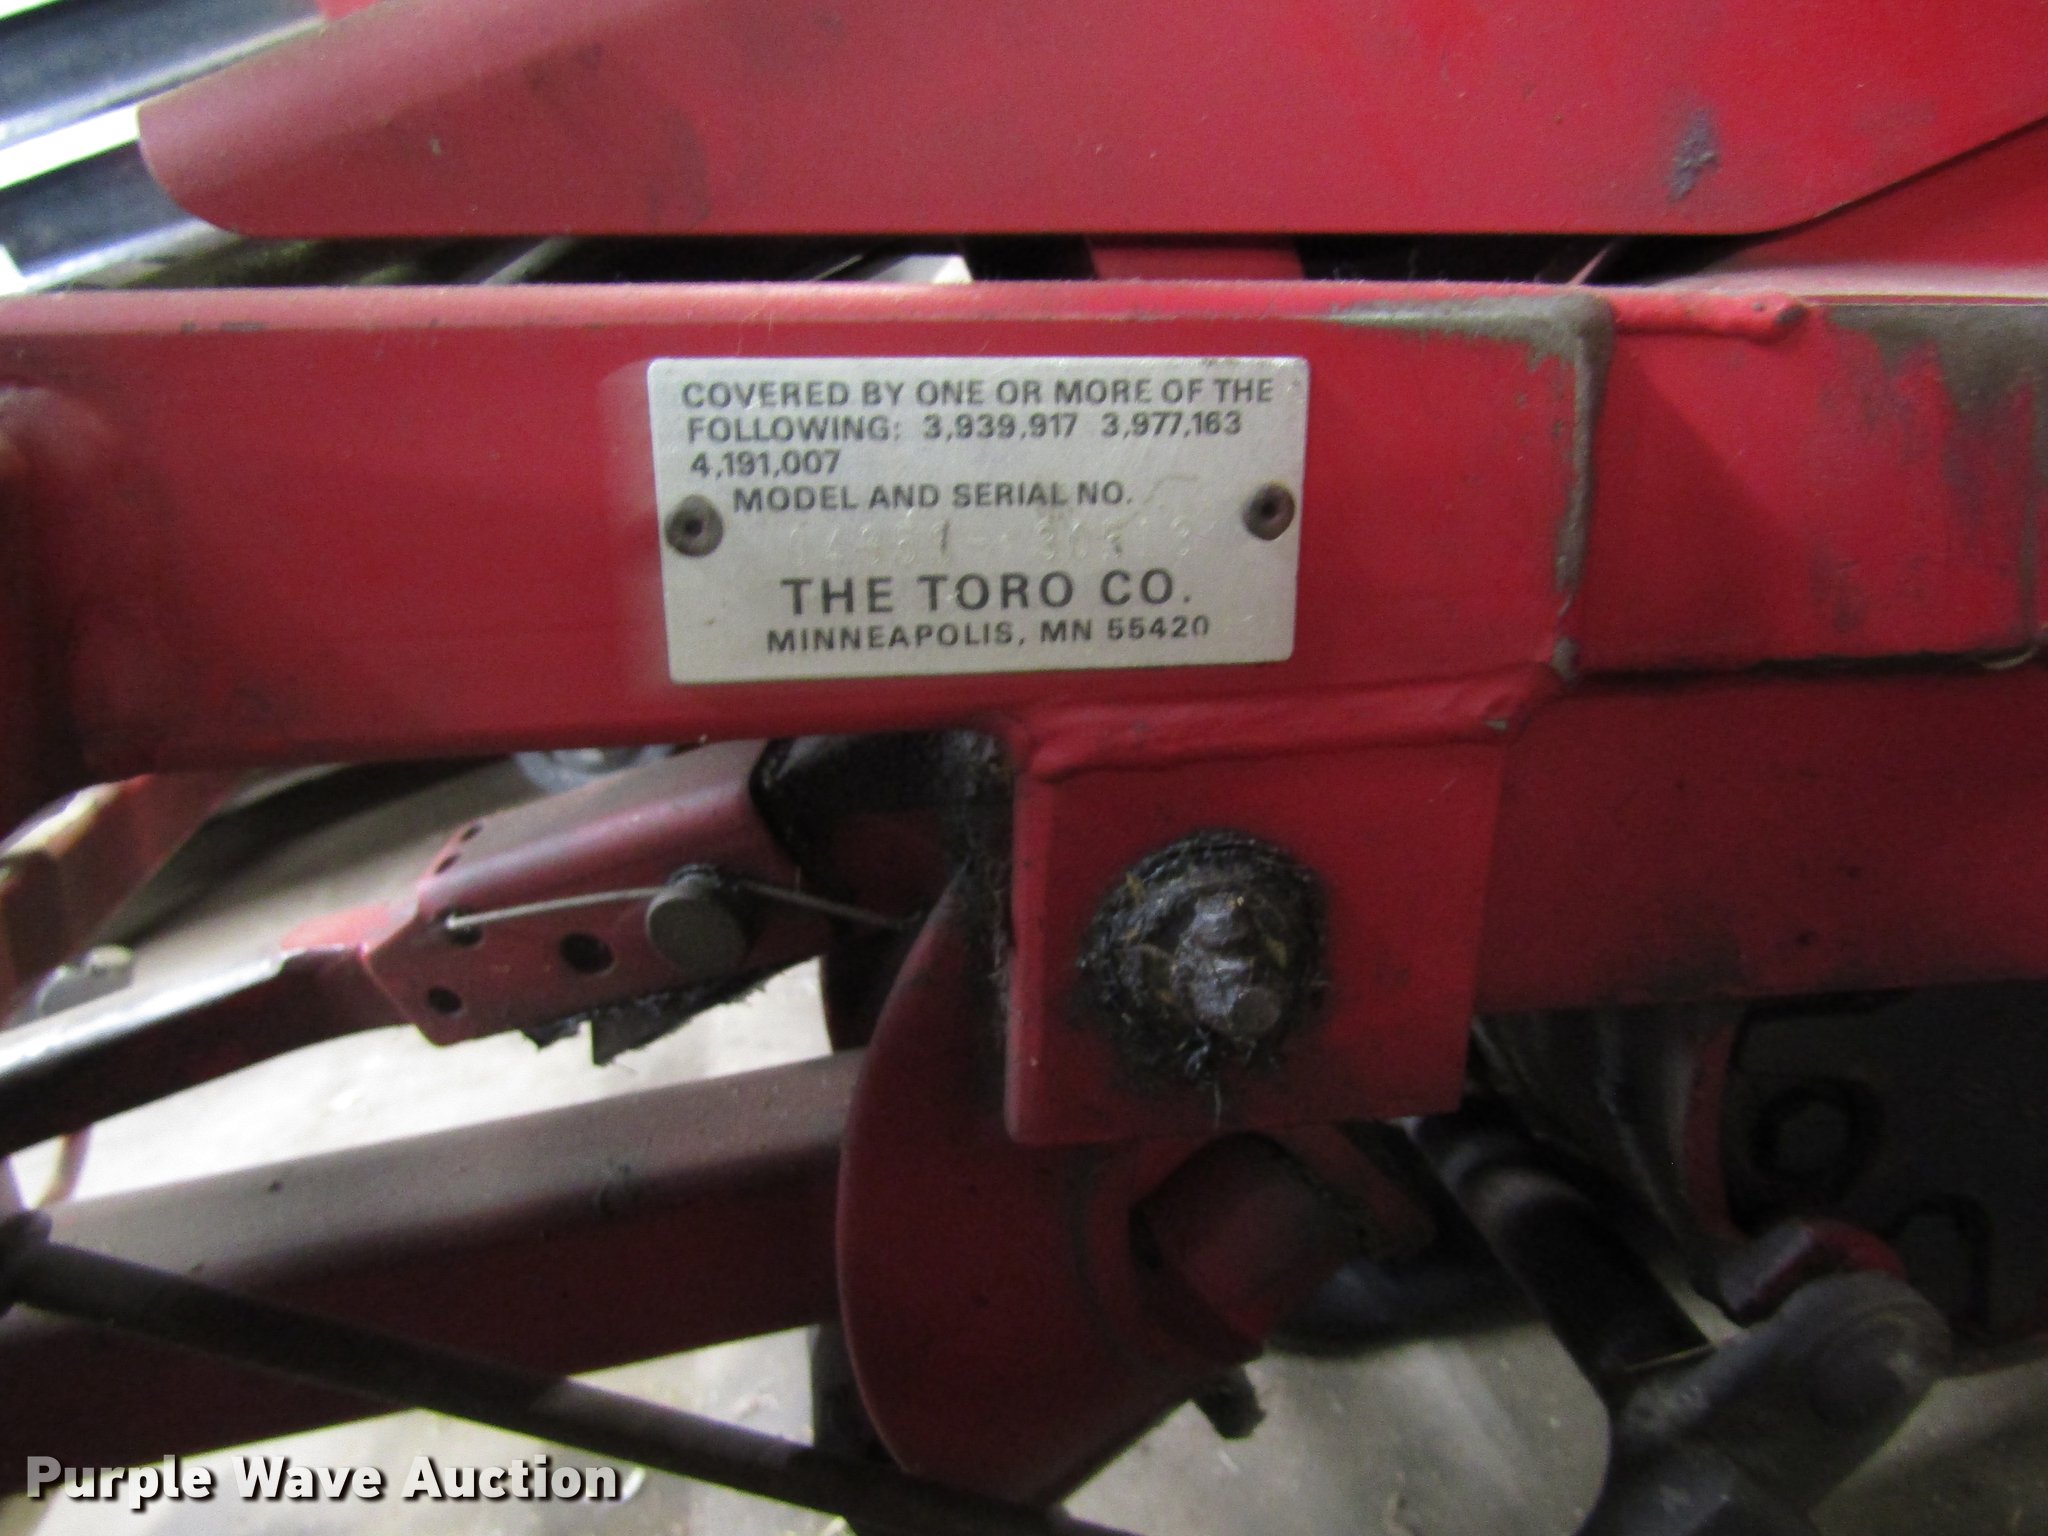 COVERED BY ONE OR MORE OF THE
FOLLOWING: 3,939,917 3,977,163
4,191,007
MODEL AND SERIAL NO.
THE TORO CO.
MINNEAPOLIS, MN 55420
Purple Wave Auction